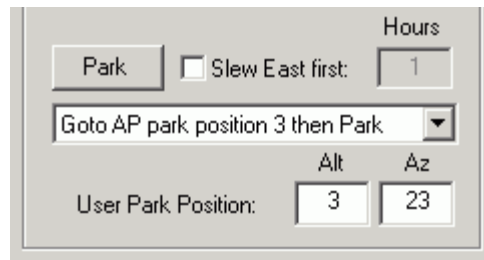 Hours
Park Slew East first: 1
Goto AP park position 3 then Park
Alt Az
User Park Position: 3 23